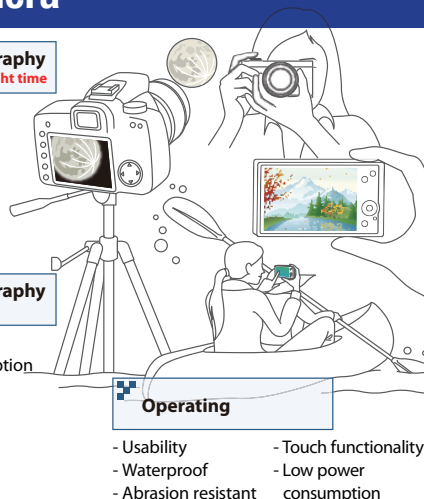 raphy
ht time
raphy
ption
Operating
- Usability
- Waterproof
- Abrasion resistant
- Touch functionality
- Low power
consumption